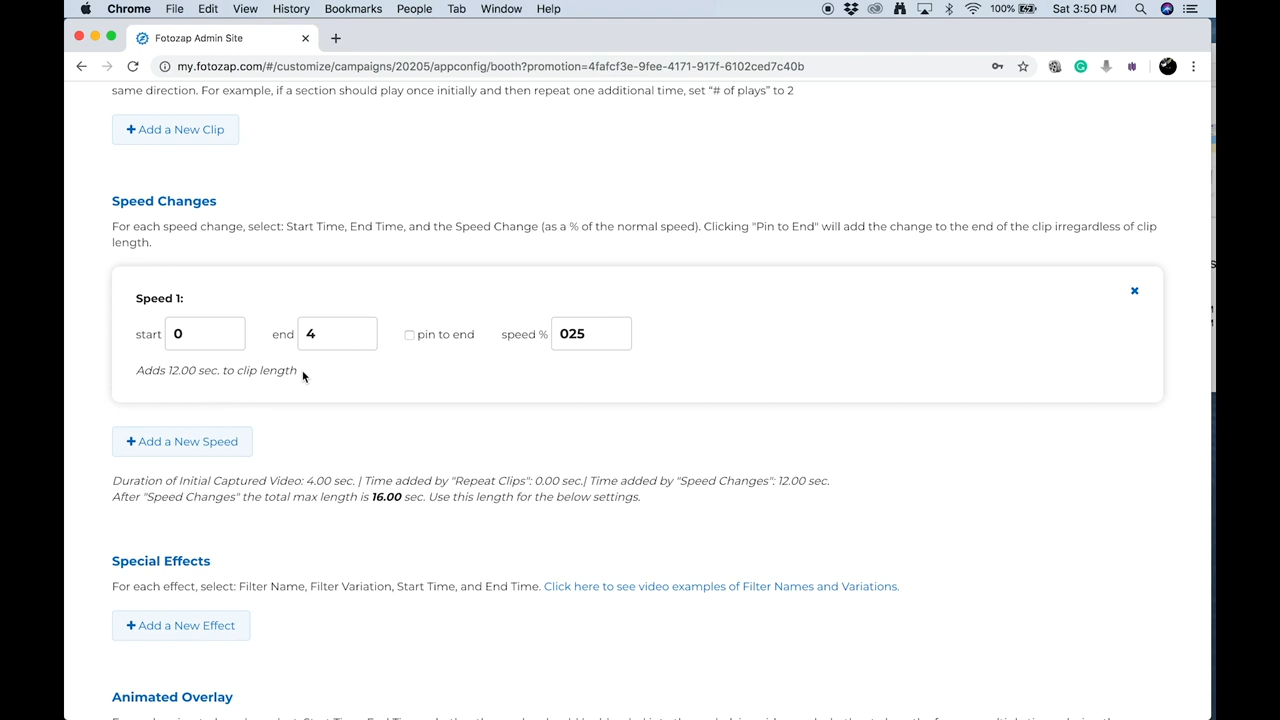 Chrome File Edit View History Bookmarks People Tab Window Help 100% Sat 3:50 PM
Fotozap Admin Site
my.fotozap.com/#/customize/campaigns/20205/appconfig/booth?promotion=4fafcf3e-9fee-4171-917f-6102ced7c40b
same direction. For example, if a section should play once initially and then repeat one additional time, set “# of plays” to 2
+ Add a New Clip
Speed Changes
For each speed change, select: Start Time, End Time, and the Speed Change (as a % of the normal speed). Clicking "Pin to End" will add the change to the end of the clip irregardless of clip
length.
Speed 1:
start 0 end 4 pin to end speed % 025
Adds 12.00 sec. to clip length
+ Add a New Speed
Duration of Initial Captured Video: 4.00 sec. | Time added by "Repeat Clips": 0.00 sec.| Time added by "Speed Changes": 12.00 sec.
After "Speed Changes" the total max length is 16.00 sec. Use this length for the below settings.
Special Effects
For each effect, select: Filter Name, Filter Variation, Start Time, and End Time. Click here to see video examples of Filter Names and Variations.
+ Add a New Effect
Animated Overlay